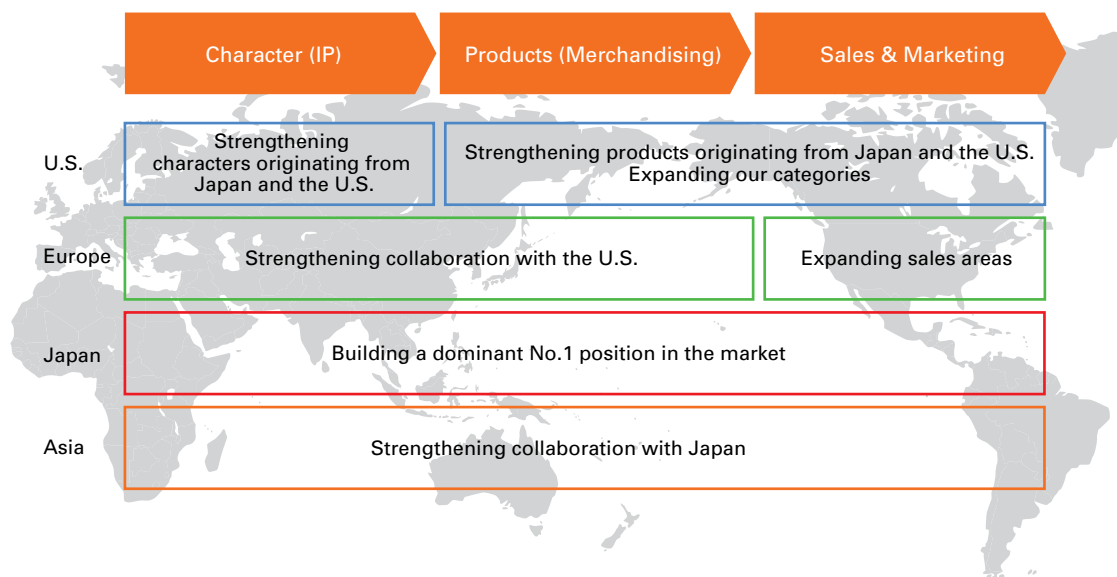 Character (IP)
Products (Merchandising)
Sales & Marketing
U.S.
Strengthening
characters originating from
Japan and the U.S.
Strengthening products originating from Japan and the U.S.
Expanding our categories
Europe
Strengthening collaboration with the U.S.
Expanding sales areas
Japan
Building a dominant No.1 position in the market
Asia
Strengthening collaboration with Japan